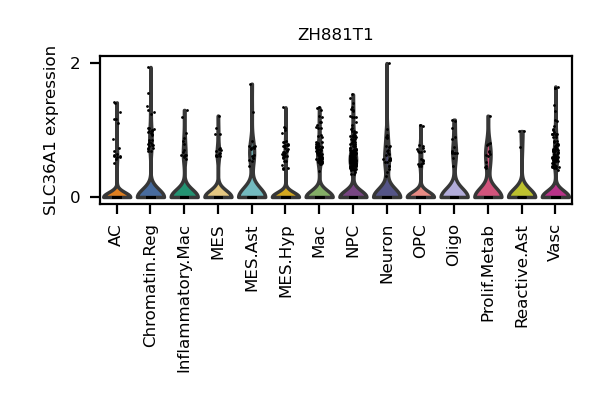 ZH881T1
SLC36A1 expression
2
0
AC
Chromatin.Reg
Inflammatory.Mac
MES
MES.Ast
MES.Hyp
Mac
NPC
Neuron
OPC
Oligo
Prolif.Metab
Reactive.Ast
Vasc